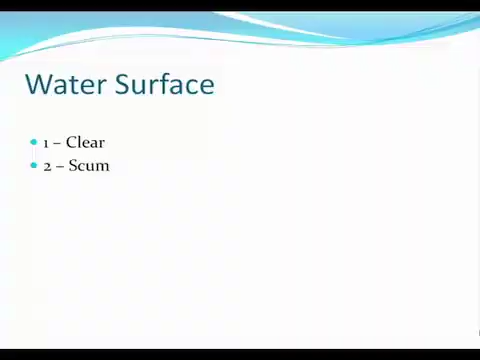 Water Surface
1 – Clear
2 – Scum